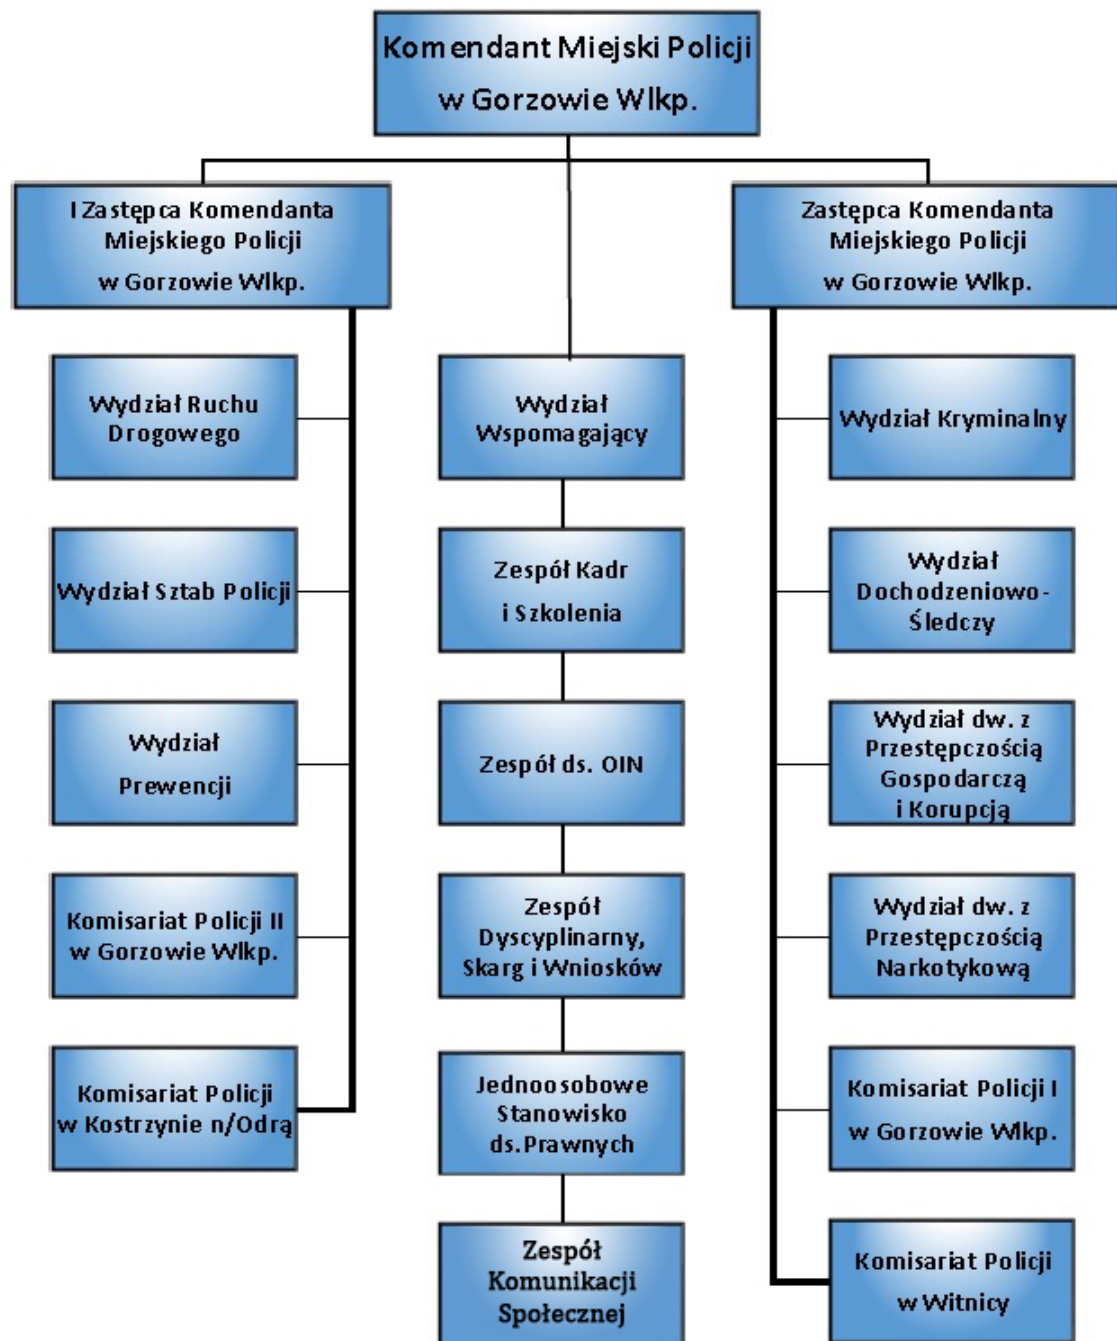 Komendant Miejski Policji
w Gorzowie Wlkp.
I Zastępca Komendanta
Miejskiego Policji
w Gorzowie Wlkp.
Zastępca Komendanta
Miejskiego Policji
w Gorzowie Wlkp.
Wydział Ruchu
Drogowego
Wydział Sztab Policji
Wydział
Prewencji
Komisariat Policji II
w Gorzowie Wlkp.
Komisariat Policji
w Kostrzynie n/Odrą
Wydział
Wspomagający
Zespół Kadr
i Szkolenia
Zespół ds. OIN
Zespół
Dyscyplinarny,
Skarg i Wniosków
Jednoosobowe
Stanowisko
ds.Prawnych
Zespół
Komunikacji
Społecznej
Wydział Kryminalny
Wydział
Dochodzeniowo-
Śledczy
Wydział dw. z
Przestępczością
Gospodarczą
i Korupcją
Wydział dw. z
Przestępczością
Narkotykową
Komisariat Policji I
w Gorzowie Wlkp.
Komisariat Policji
w Witnicy